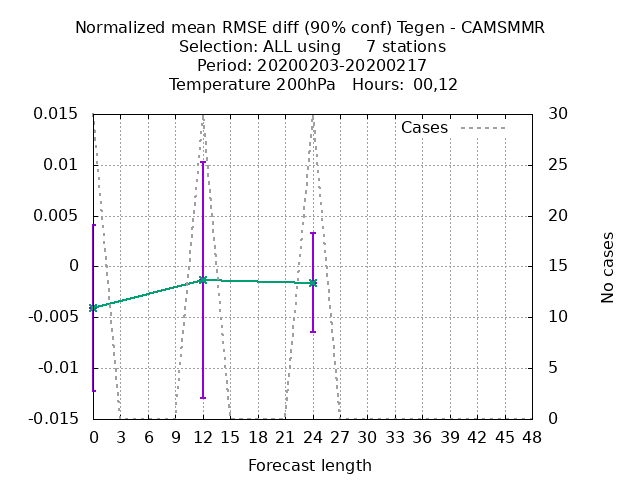 Normalized mean RMSE diff (90% conf) Tegen - CAMSMMR
Selection: ALL using     7 stations
Period: 20200203-20200217
Temperature 200hPa   Hours:  00,12
Cases
0.015
0.01
0.005
0
-0.005
-0.01
-0.015
30
25
20
15
10
5
0
No cases
0 3 6 9 12 15 18 21 24 27 30 33 36 39 42 45 48
Forecast length